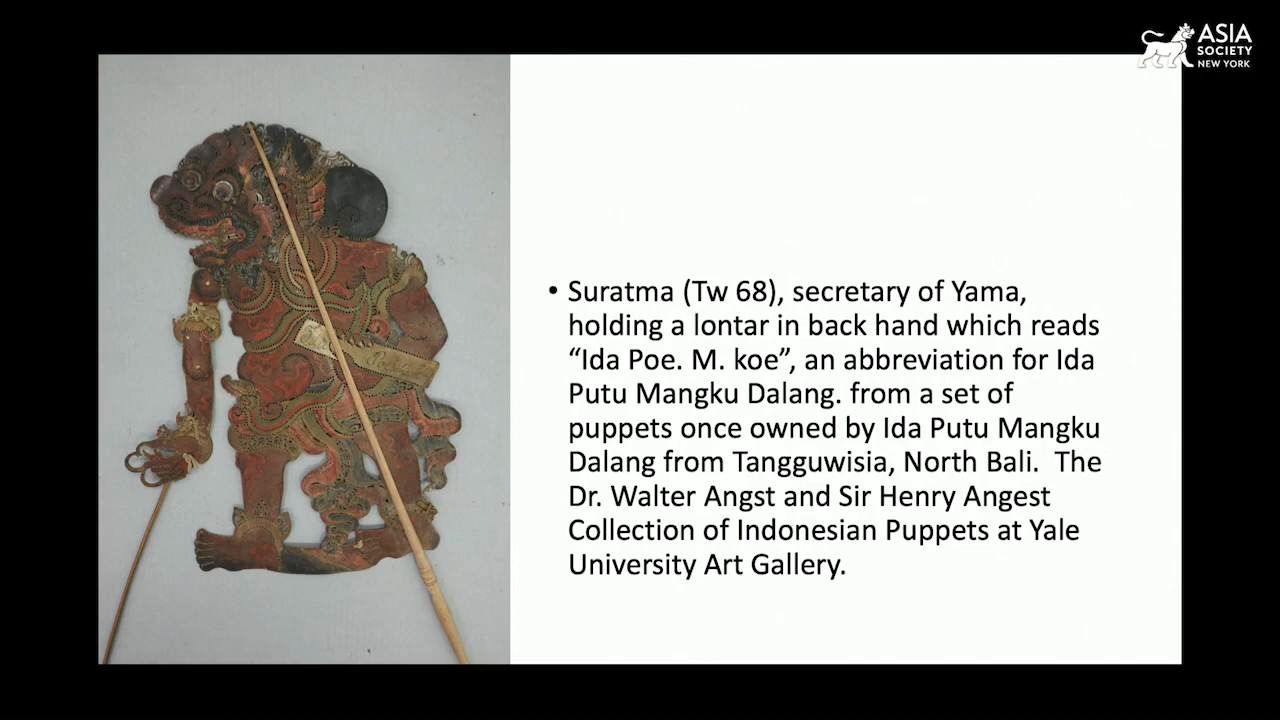 ASIA
SOCIETY
NEW YORK
• Suratma (Tw 68), secretary of Yama,
holding a lontar in back hand which reads
“Ida Poe. M. koe”, an abbreviation for Ida
Putu Mangku Dalang. from a set of
puppets once owned by Ida Putu Mangku
Dalang from Tangguwisia, North Bali.  The
Dr. Walter Angst and Sir Henry Angest
Collection of Indonesian Puppets at Yale
University Art Gallery.